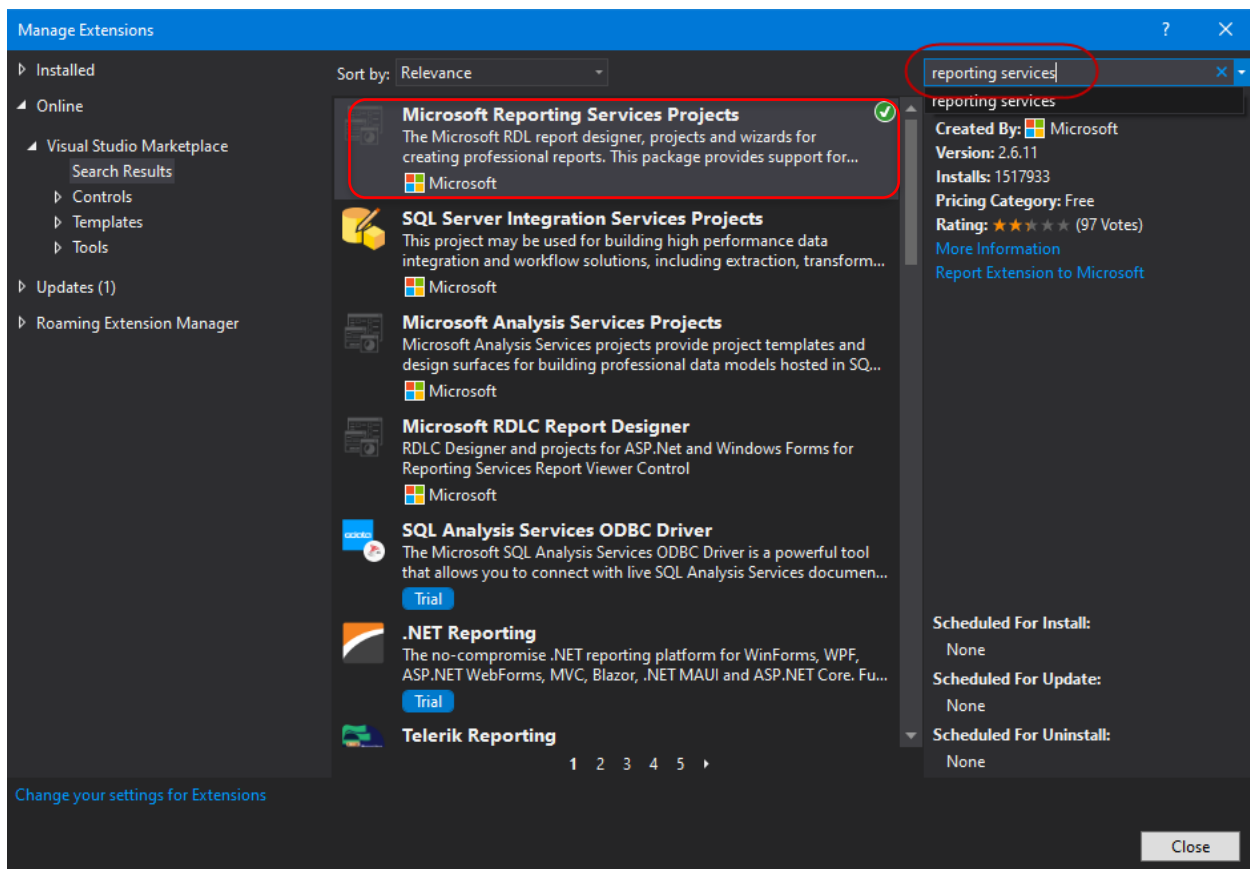 Manage Extensions
?
Installed
Online
Visual Studio Marketplace
Search Results
Controls
Templates
Tools
Updates (1)
Roaming Extension Manager
Sort by: Relevance
Microsoft Reporting Services Projects
The Microsoft RDL report designer, projects and wizards for
creating professional reports. This package provides support for...
Microsoft
SQL Server Integration Services Projects
This project may be used for building high performance data
integration and workflow solutions, including extraction, transform...
Microsoft
Microsoft Analysis Services Projects
Microsoft Analysis Services projects provide project templates and
design surfaces for building professional data models hosted in SQ...
Microsoft
Microsoft RDLC Report Designer
RDLC Designer and projects for ASP.Net and Windows Forms for
Reporting Services Report Viewer Control
Microsoft
SQL Analysis Services ODBC Driver
The Microsoft SQL Analysis Services ODBC Driver is a powerful tool
that allows you to connect with live SQL Analysis Services documen...
Trial
.NET Reporting
The no-compromise .NET reporting platform for WinForms, WPF,
ASP.NET WebForms, MVC, Blazor, .NET MAUI and ASP.NET Core. Fu...
Trial
Telerik Reporting
1 2 3 4 5
reporting services
reporting services
Created By: Microsoft
Version: 2.6.11
Installs: 1517933
Pricing Category: Free
Rating: (97 Votes)
More Information
Report Extension to Microsoft
Scheduled For Install:
None
Scheduled For Update:
None
Scheduled For Uninstall:
None
Change your settings for Extensions
Close